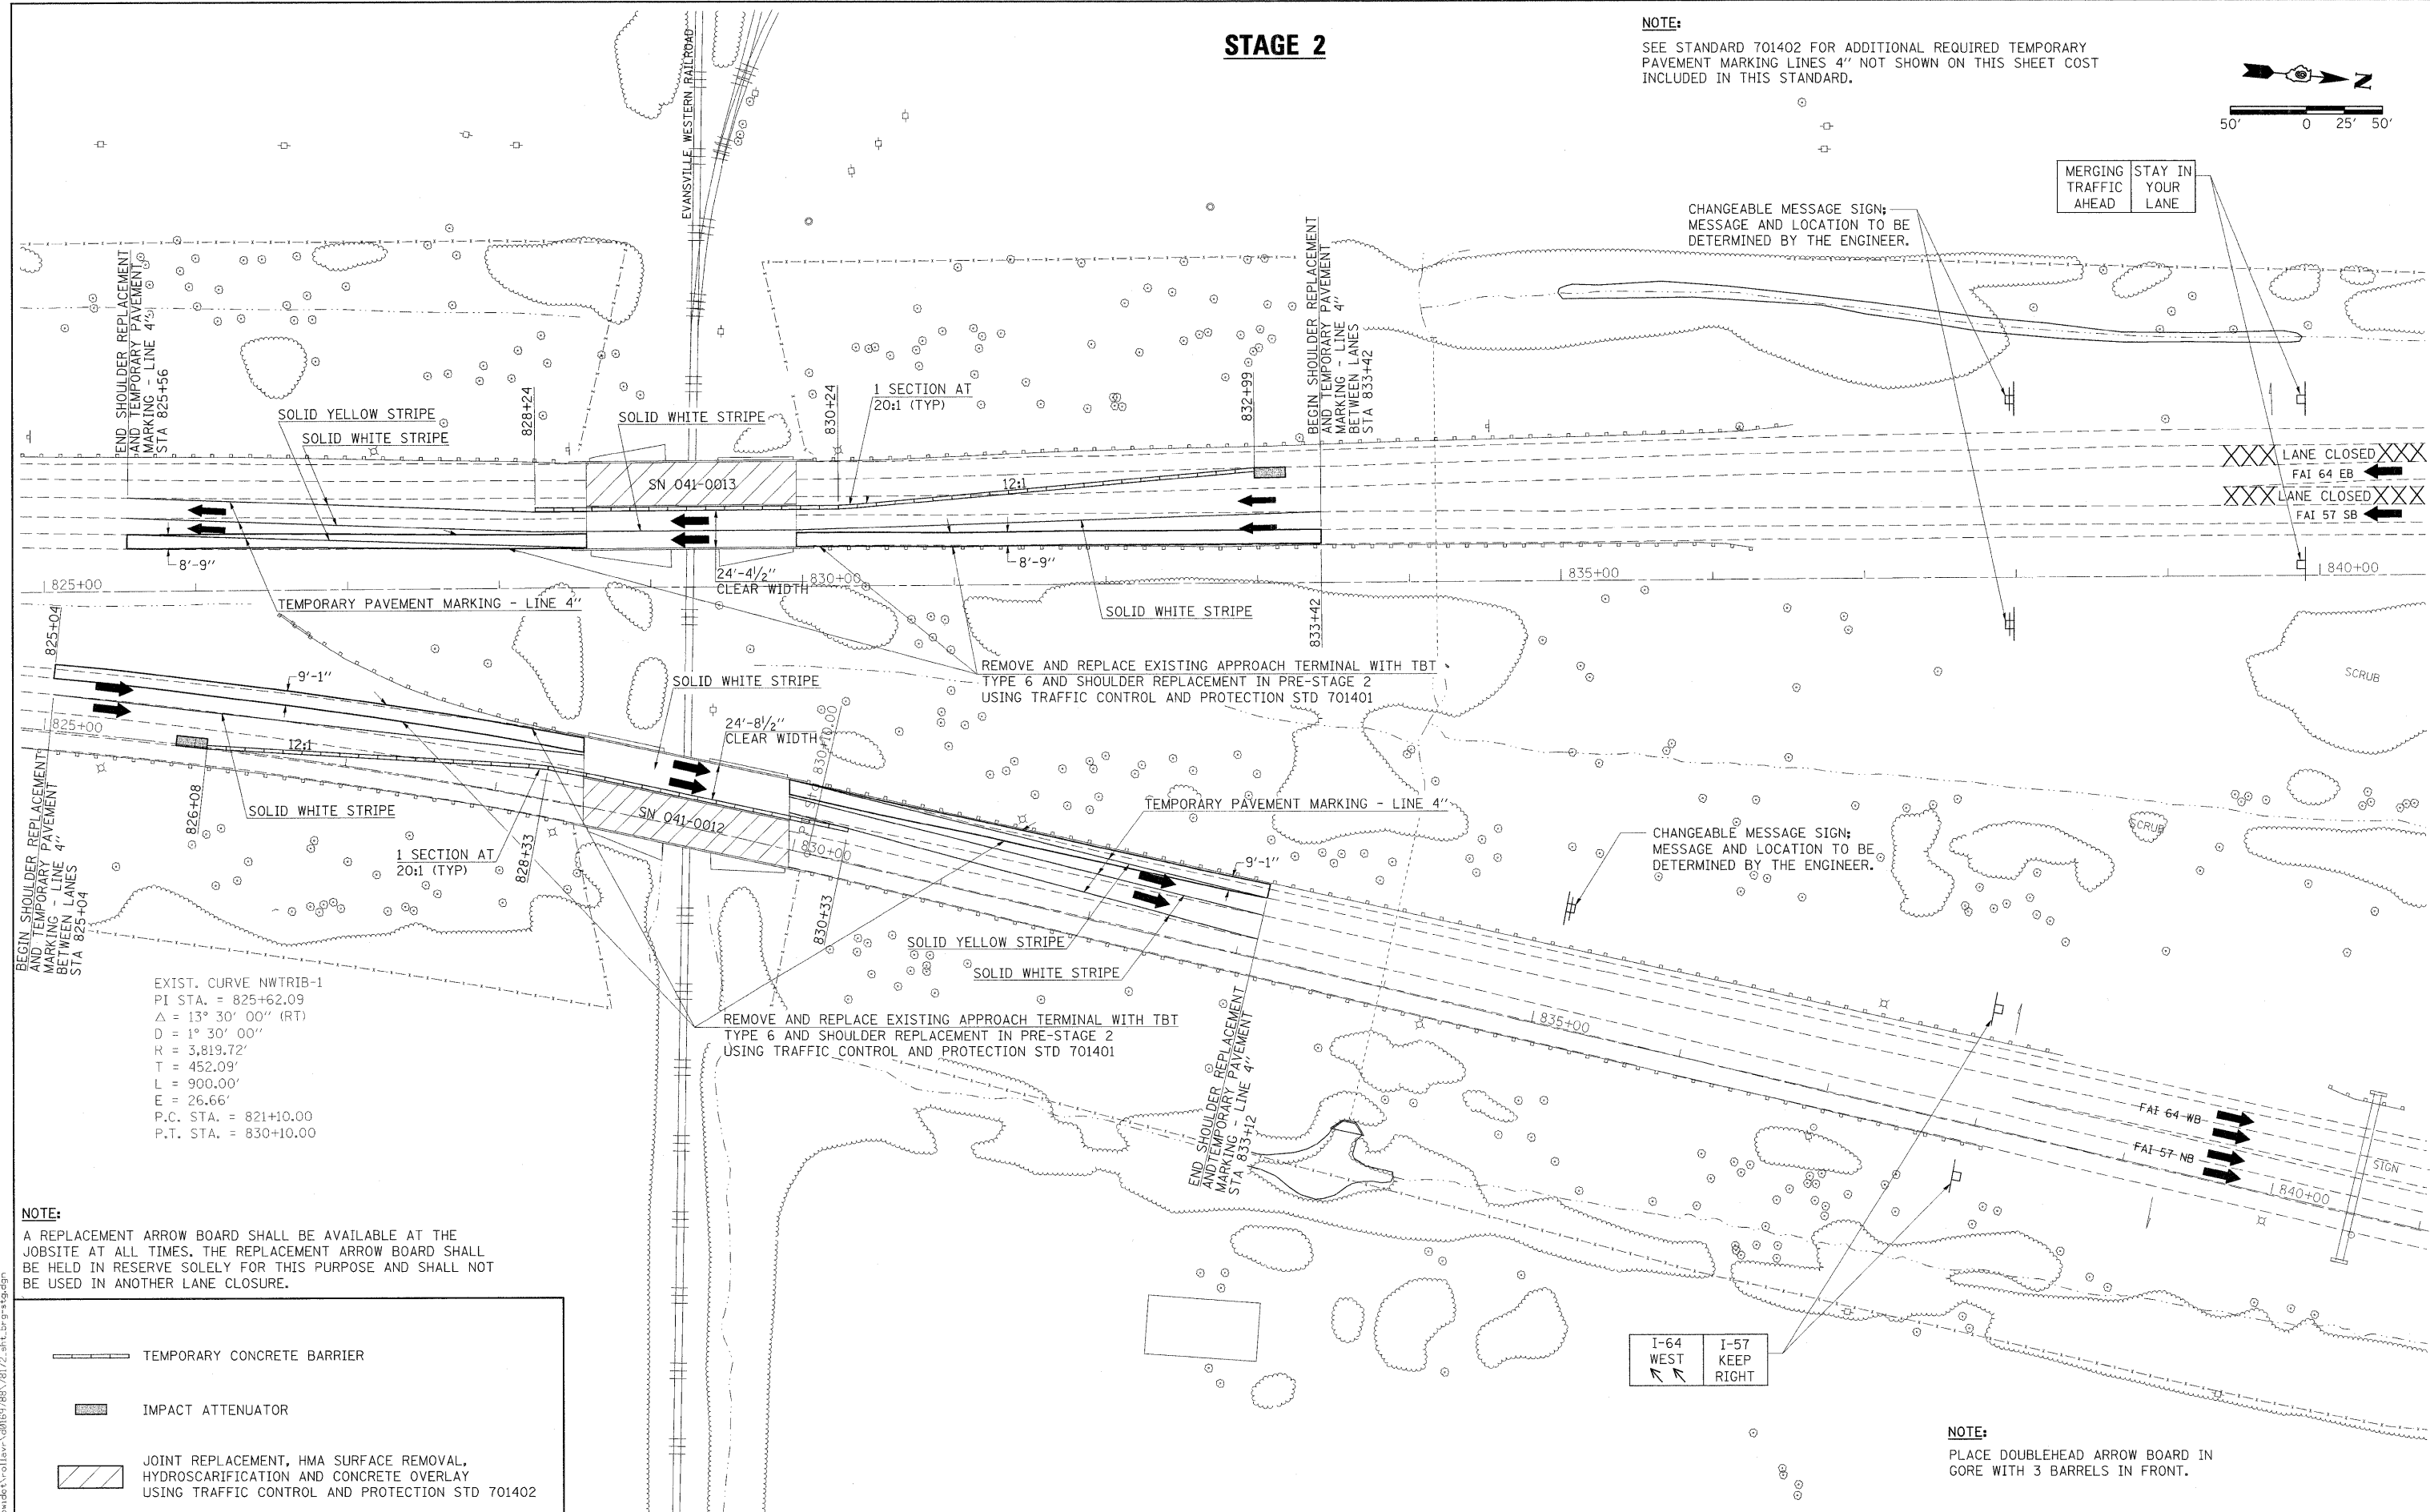 STAGE 2
NOTE:
SEE STANDARD 701402 FOR ADDITIONAL REQUIRED TEMPORARY
PAVEMENT MARKING LINES 4" NOT SHOWN ON THIS SHEET COST
INCLUDED IN THIS STANDARD.
N
50' 0 25' 50'
EVANSVILLE WESTERN RAILROAD
MERGING TRAFFIC AHEAD
STAY IN YOUR LANE
CHANGEABLE MESSAGE SIGN;
MESSAGE AND LOCATION TO BE
DETERMINED BY THE ENGINEER.
END SHOULDER REPLACEMENT
AND TEMPORARY PAVEMENT
MARKING - LINE 4"
STA 825+56
SOLID YELLOW STRIPE
SOLID WHITE STRIPE
828+24
SOLID WHITE STRIPE
830+24
1 SECTION AT
20:1 (TYP)
832+99
BEGIN SHOULDER REPLACEMENT
AND TEMPORARY PAVEMENT
MARKING - LINE 4"
BETWEEN LANES
STA 833+42
SN 041-0013
12:1
XXX LANE CLOSED XXX
FAI 64 EB
XXX LANE CLOSED XXX
FAI 57 SB
8'-9"
24'-4½"
CLEAR WIDTH
8'-9"
825+00
830+00
835+00
840+00
TEMPORARY PAVEMENT MARKING - LINE 4"
SOLID WHITE STRIPE
833+42
825+04
REMOVE AND REPLACE EXISTING APPROACH TERMINAL WITH TBT
TYPE 6 AND SHOULDER REPLACEMENT IN PRE-STAGE 2
USING TRAFFIC CONTROL AND PROTECTION STD 701401
SCRUB
9'-1"
SOLID WHITE STRIPE
24'-8½"
CLEAR WIDTH
825+00
12:1
Sta 830+10.00
826+08
SOLID WHITE STRIPE
1 SECTION AT
20:1 (TYP)
828+33
SN 041-0012
830+00
830+33
TEMPORARY PAVEMENT MARKING - LINE 4"
9'-1"
CHANGEABLE MESSAGE SIGN;
MESSAGE AND LOCATION TO BE
DETERMINED BY THE ENGINEER.
SCRUB
BEGIN SHOULDER REPLACEMENT
AND TEMPORARY PAVEMENT
MARKING - LINE 4"
BETWEEN LANES
STA 825+04
SOLID YELLOW STRIPE
SOLID WHITE STRIPE
EXIST. CURVE NWTRIB-1
PI STA. = 825+62.09
Δ = 13° 30' 00" (RT)
D = 1° 30' 00"
R = 3,819.72'
T = 452.09'
L = 900.00'
E = 26.66'
P.C. STA. = 821+10.00
P.T. STA. = 830+10.00
REMOVE AND REPLACE EXISTING APPROACH TERMINAL WITH TBT
TYPE 6 AND SHOULDER REPLACEMENT IN PRE-STAGE 2
USING TRAFFIC CONTROL AND PROTECTION STD 701401
835+00
END SHOULDER REPLACEMENT
ANDTEMPORARY PAVEMENT
MARKING - LINE 4"
STA 833+12
FAI 64 WB
FAI 57 NB
SIGN
840+00
NOTE:
A REPLACEMENT ARROW BOARD SHALL BE AVAILABLE AT THE
JOBSITE AT ALL TIMES. THE REPLACEMENT ARROW BOARD SHALL
BE HELD IN RESERVE SOLELY FOR THIS PURPOSE AND SHALL NOT
BE USED IN ANOTHER LANE CLOSURE.
TEMPORARY CONCRETE BARRIER
IMPACT ATTENUATOR
JOINT REPLACEMENT, HMA SURFACE REMOVAL,
HYDROSCARIFICATION AND CONCRETE OVERLAY
USING TRAFFIC CONTROL AND PROTECTION STD 701402
I-64 WEST
I-57 KEEP RIGHT
NOTE:
PLACE DOUBLEHEAD ARROW BOARD IN
GORE WITH 3 BARRELS IN FRONT.